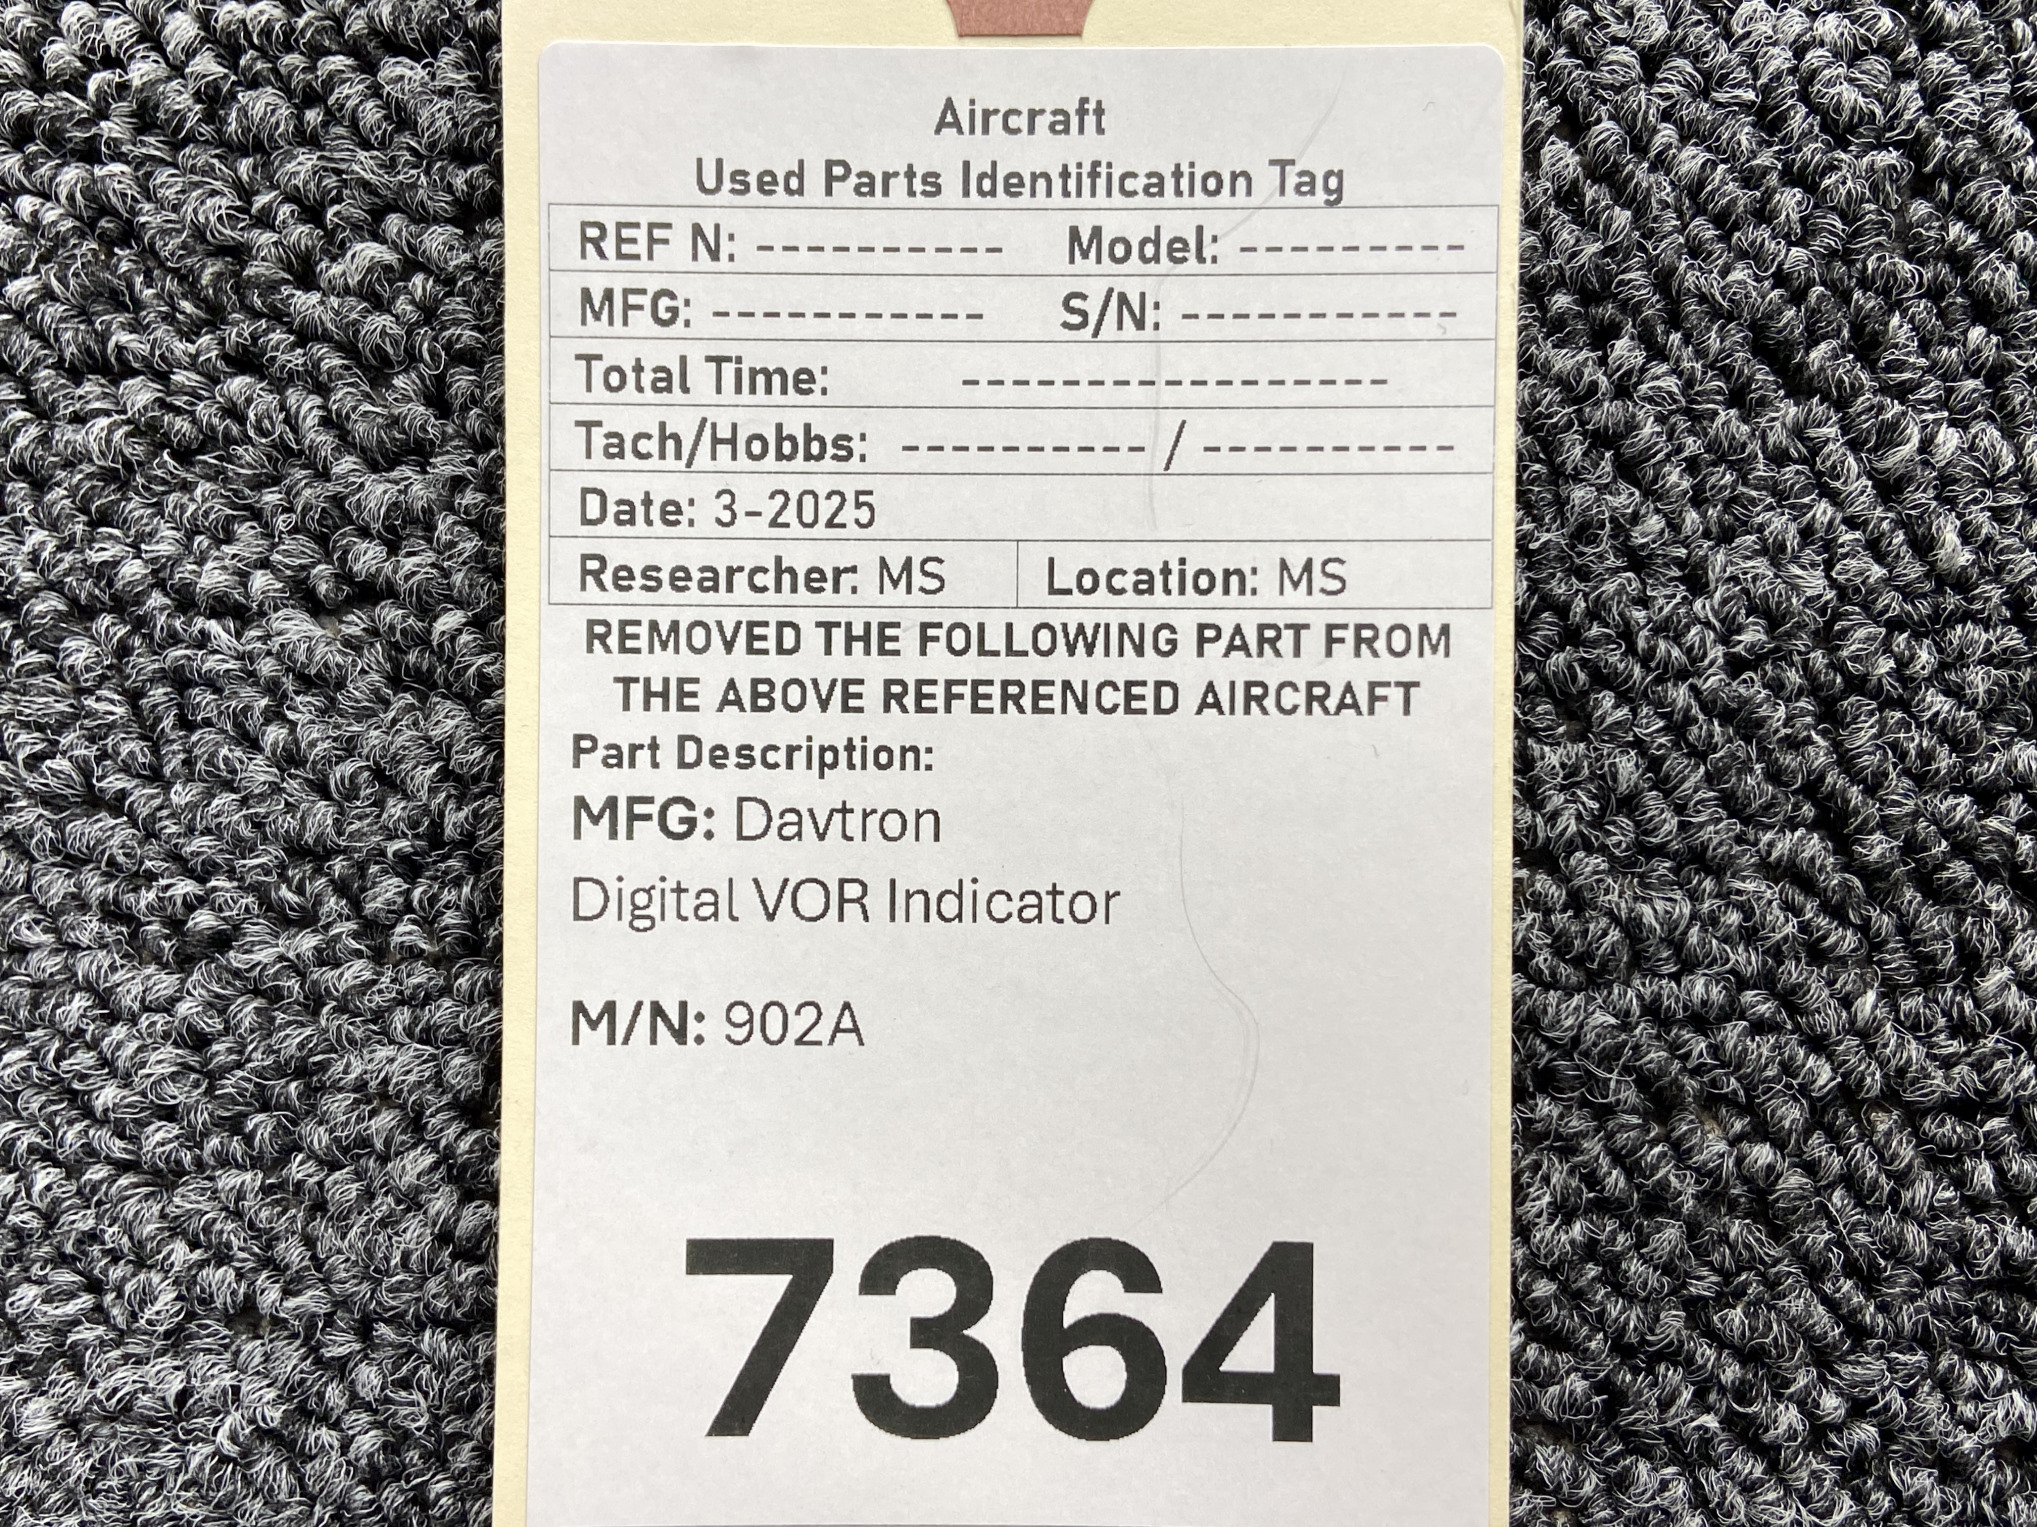 Aircraft
Used Parts Identification Tag
REF N: ---------- Model: ---------
MFG: ----------- S/N: -----------
Total Time: -----------------
Tach/Hobbs: ---------- / ----------
Date: 3-2025
Researcher: MS Location: MS
REMOVED THE FOLLOWING PART FROM
THE ABOVE REFERENCED AIRCRAFT
Part Description:
MFG: Davtron
Digital VOR Indicator
M/N: 902A
7364